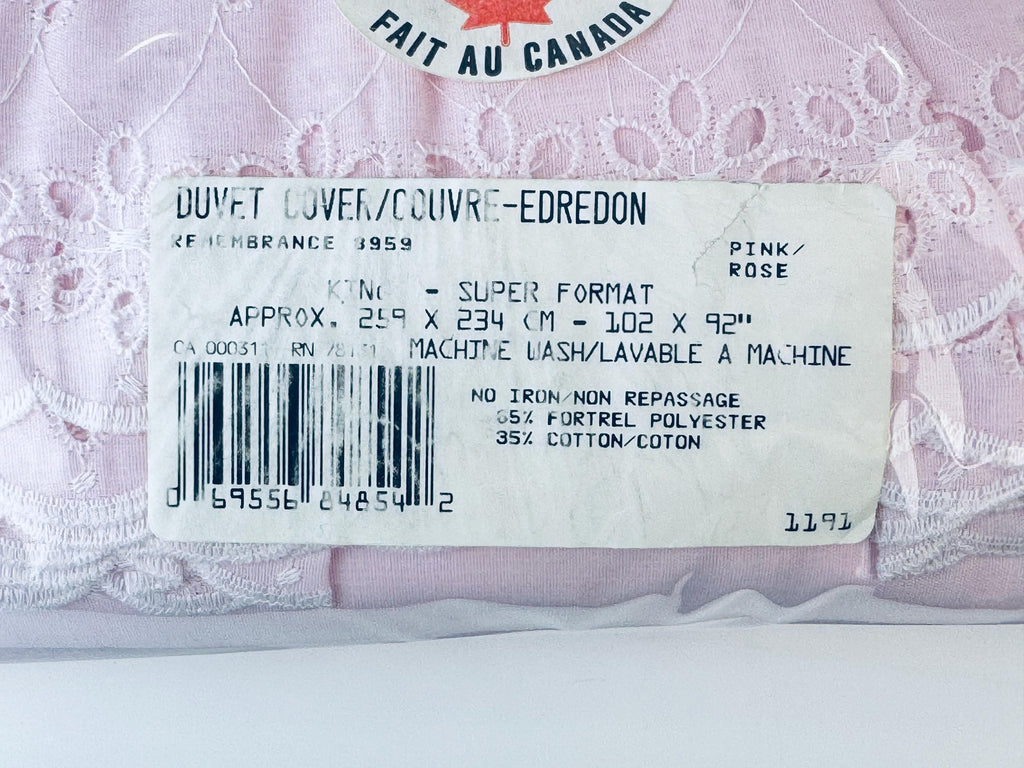 FAIT AU CANADA
DUVET COVER/COUVRE-EDREDON
REMEMBRANCE 8959
PINK/
ROSE
KING - SUPER FORMAT
APPROX. 259 X 234 CM - 102 X 92"
CA 00031 RN 78131 MACHINE WASH/LAVABLE A MACHINE
NO IRON/NON REPASSAGE
65% FORTREL POLYESTER
35% COTTON/COTON
0 69556 84854 2
1191